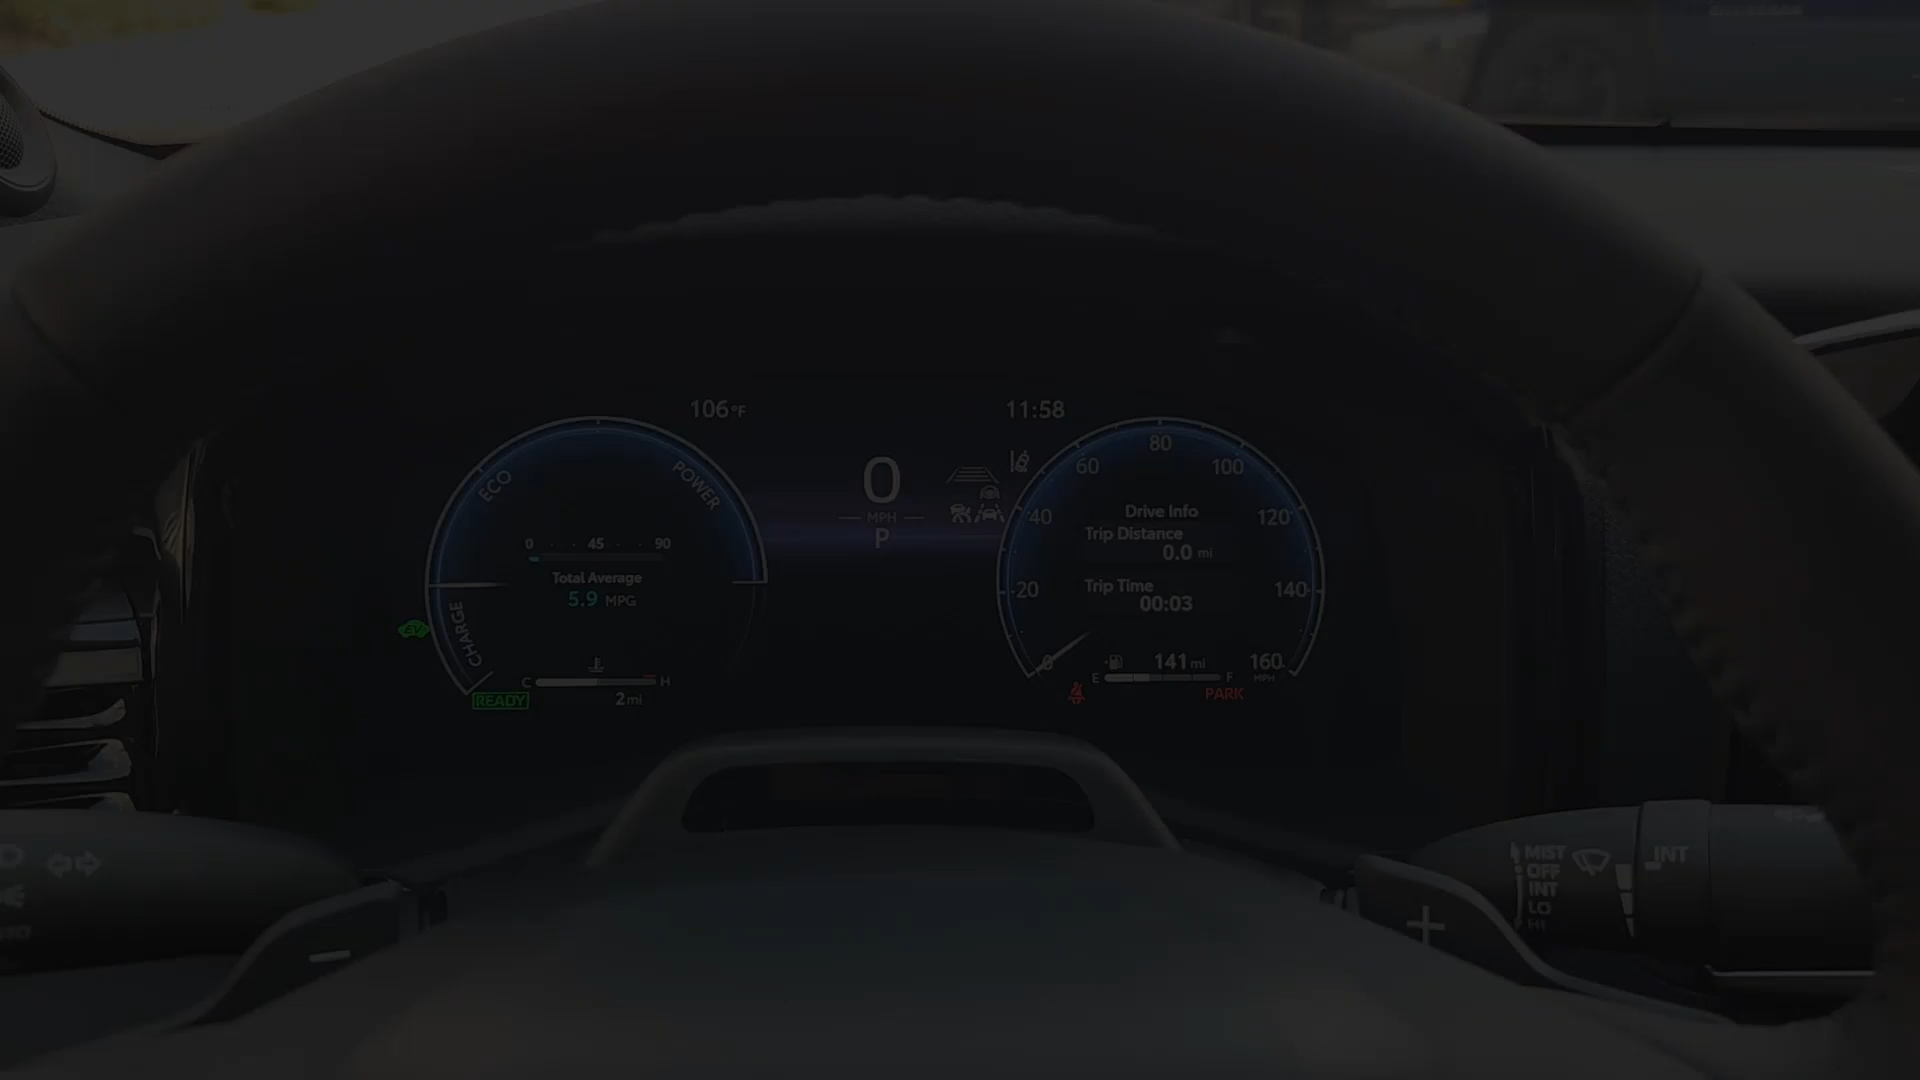 106°F
11:58
ECO
POWER
CHARGE
0 45 90
Total Average
5.9 MPG
EV
C H
READY
2 mi
0
MPH
P
0 20 40 60 80 100 120 140 160
MPH
Drive Info
Trip Distance
0.0 mi
Trip Time
00:03
141 mi
E F
PARK
MIST
OFF
INT
LO
HI
INT